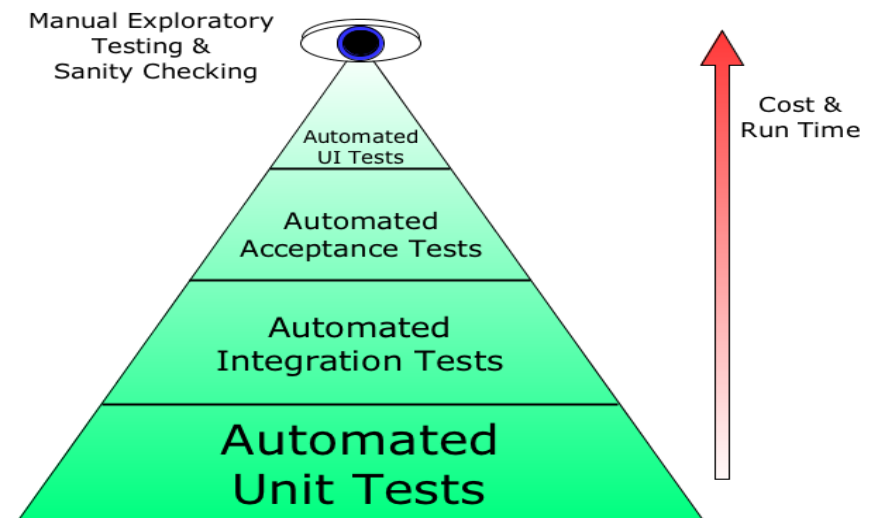 Manual Exploratory
Testing &
Sanity Checking
Cost &
Run Time
Automated
UI Tests
Automated
Acceptance Tests
Automated
Integration Tests
Automated
Unit Tests